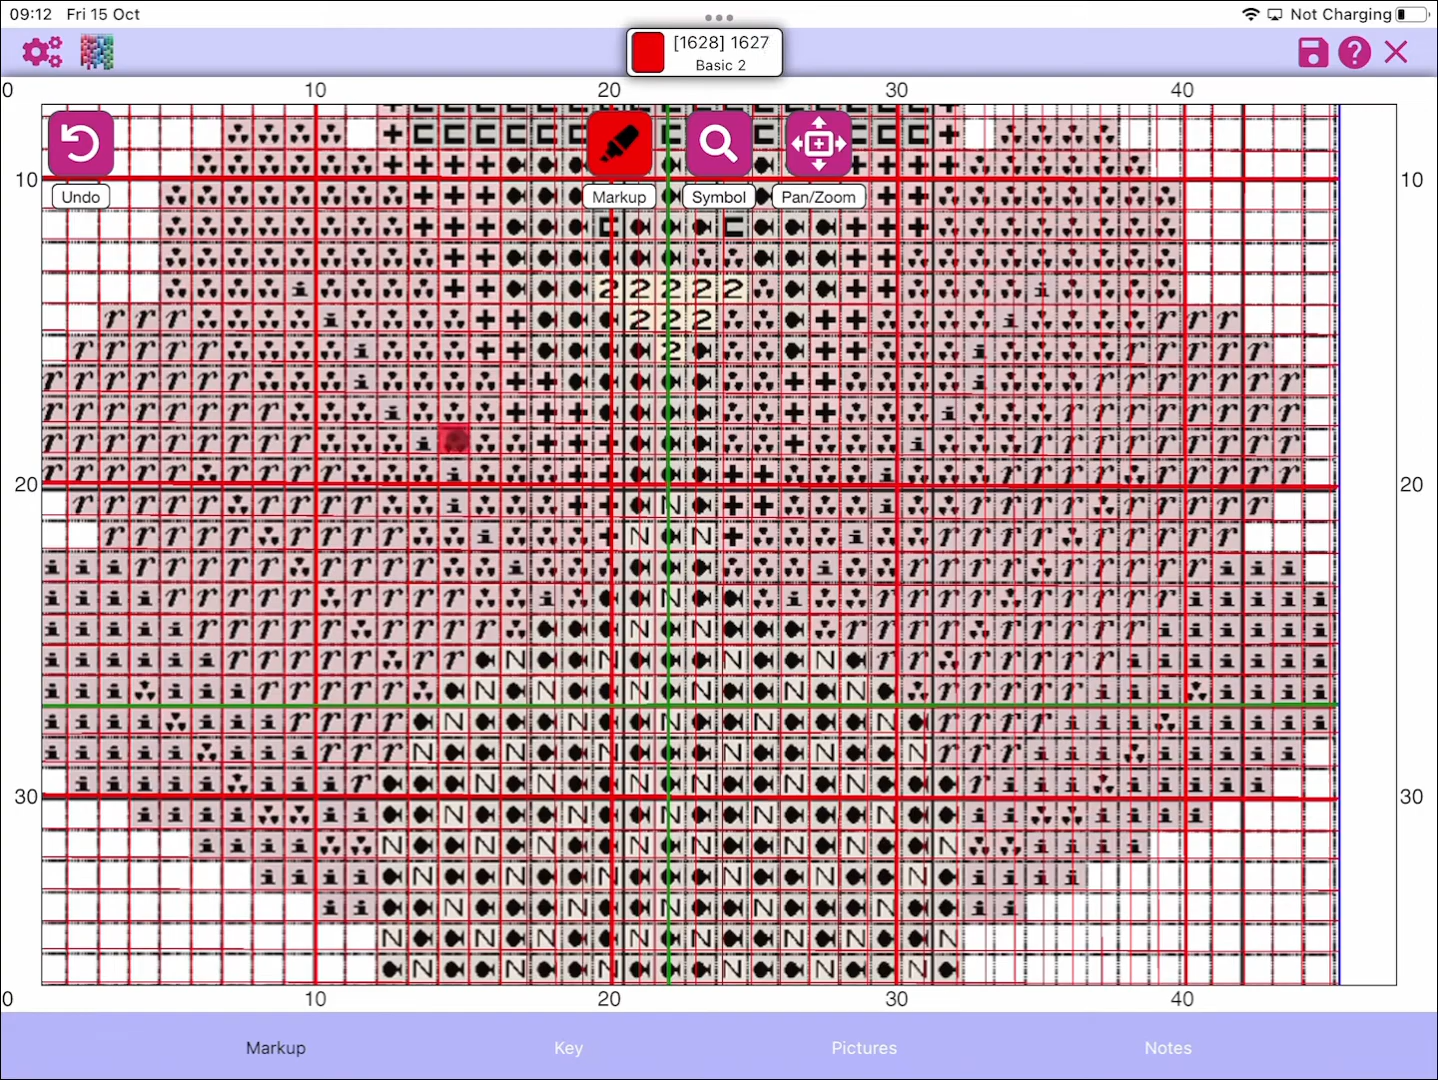 09:12 Fri 15 Oct
Not Charging
[1628] 1627
Basic 2
0 10 20 30 40
10 10
Undo
Markup
Symbol
Pan/Zoom
20 20
30 30
0 10 20 30 40
Markup
Key
Pictures
Notes